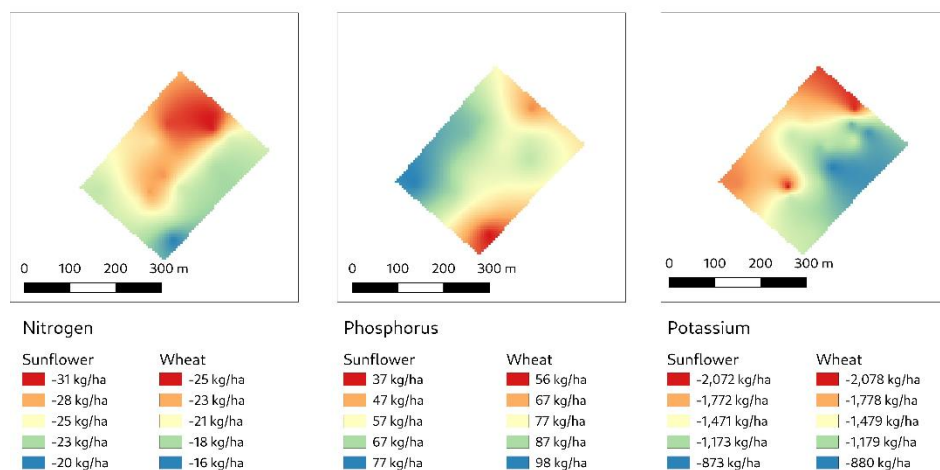 0 100 200 300 m
0 100 200 300 m
0 100 200 300 m
Nitrogen
Sunflower Wheat
-31 kg/ha -25 kg/ha
-28 kg/ha -23 kg/ha
-25 kg/ha -21 kg/ha
-23 kg/ha -18 kg/ha
-20 kg/ha -16 kg/ha
Phosphorus
Sunflower Wheat
37 kg/ha 56 kg/ha
47 kg/ha 67 kg/ha
57 kg/ha 77 kg/ha
67 kg/ha 87 kg/ha
77 kg/ha 98 kg/ha
Potassium
Sunflower Wheat
-2,072 kg/ha -2,078 kg/ha
-1,772 kg/ha -1,778 kg/ha
-1,471 kg/ha -1,479 kg/ha
-1,173 kg/ha -1,179 kg/ha
-873 kg/ha -880 kg/ha